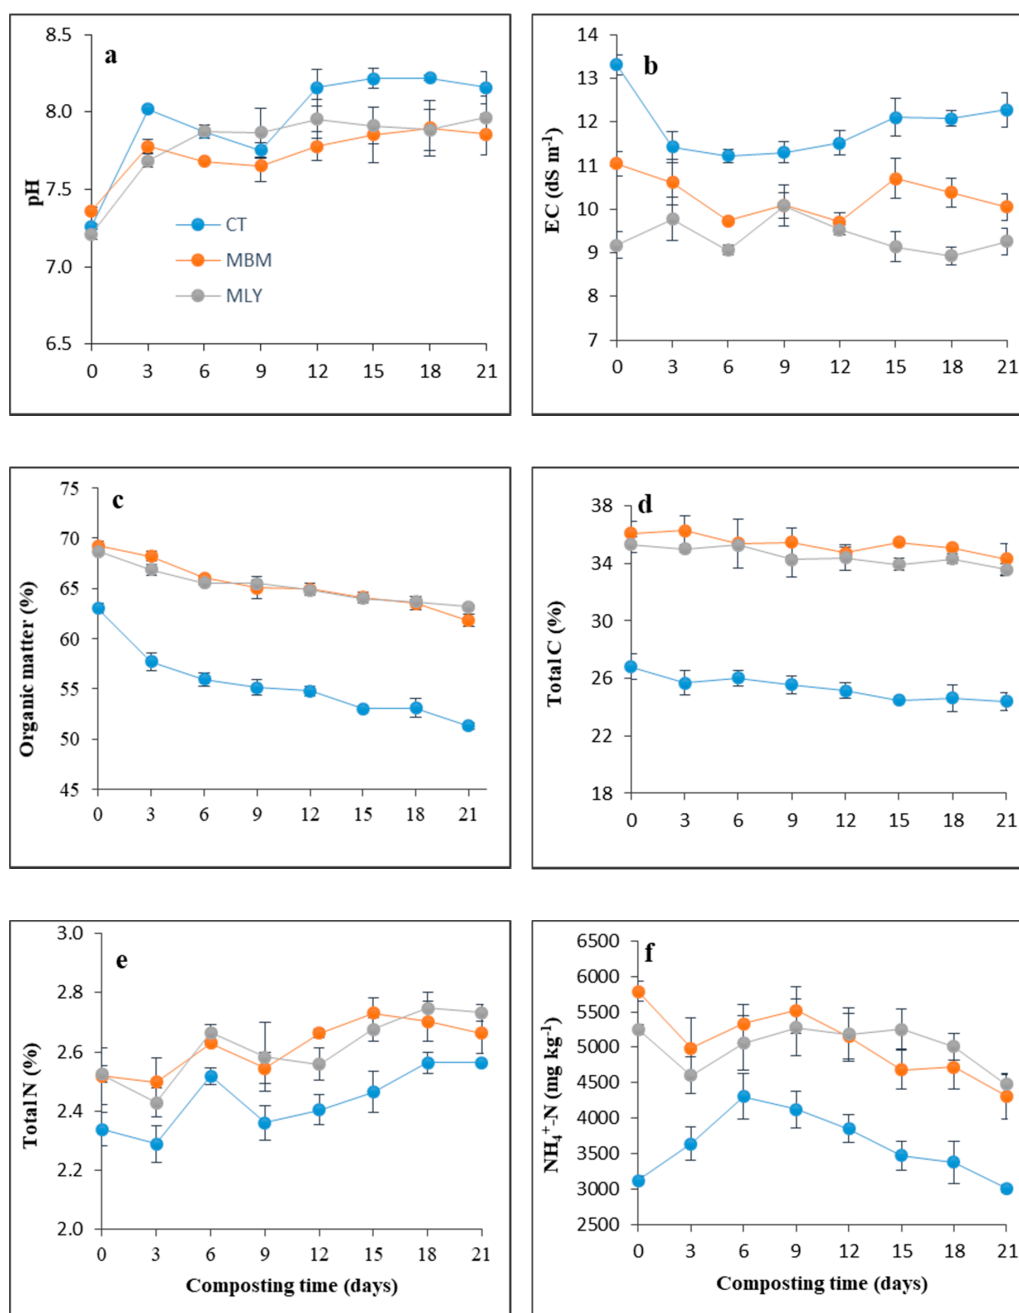 a
pH
8.5
8.0
7.5
7.0
6.5
CT
MBM
MLY
0 3 6 9 12 15 18 21
b
EC (dS m⁻¹)
14
13
12
11
10
9
8
7
0 3 6 9 12 15 18 21
c
Organic matter (%)
75
70
65
60
55
50
45
0 3 6 9 12 15 18 21
d
Total C (%)
38
34
30
26
22
18
0 3 6 9 12 15 18 21
e
Total N (%)
3.0
2.8
2.6
2.4
2.2
2.0
0 3 6 9 12 15 18 21
Composting time (days)
f
NH₄⁺-N (mg kg⁻¹)
6500
6000
5500
5000
4500
4000
3500
3000
2500
0 3 6 9 12 15 18 21
Composting time (days)